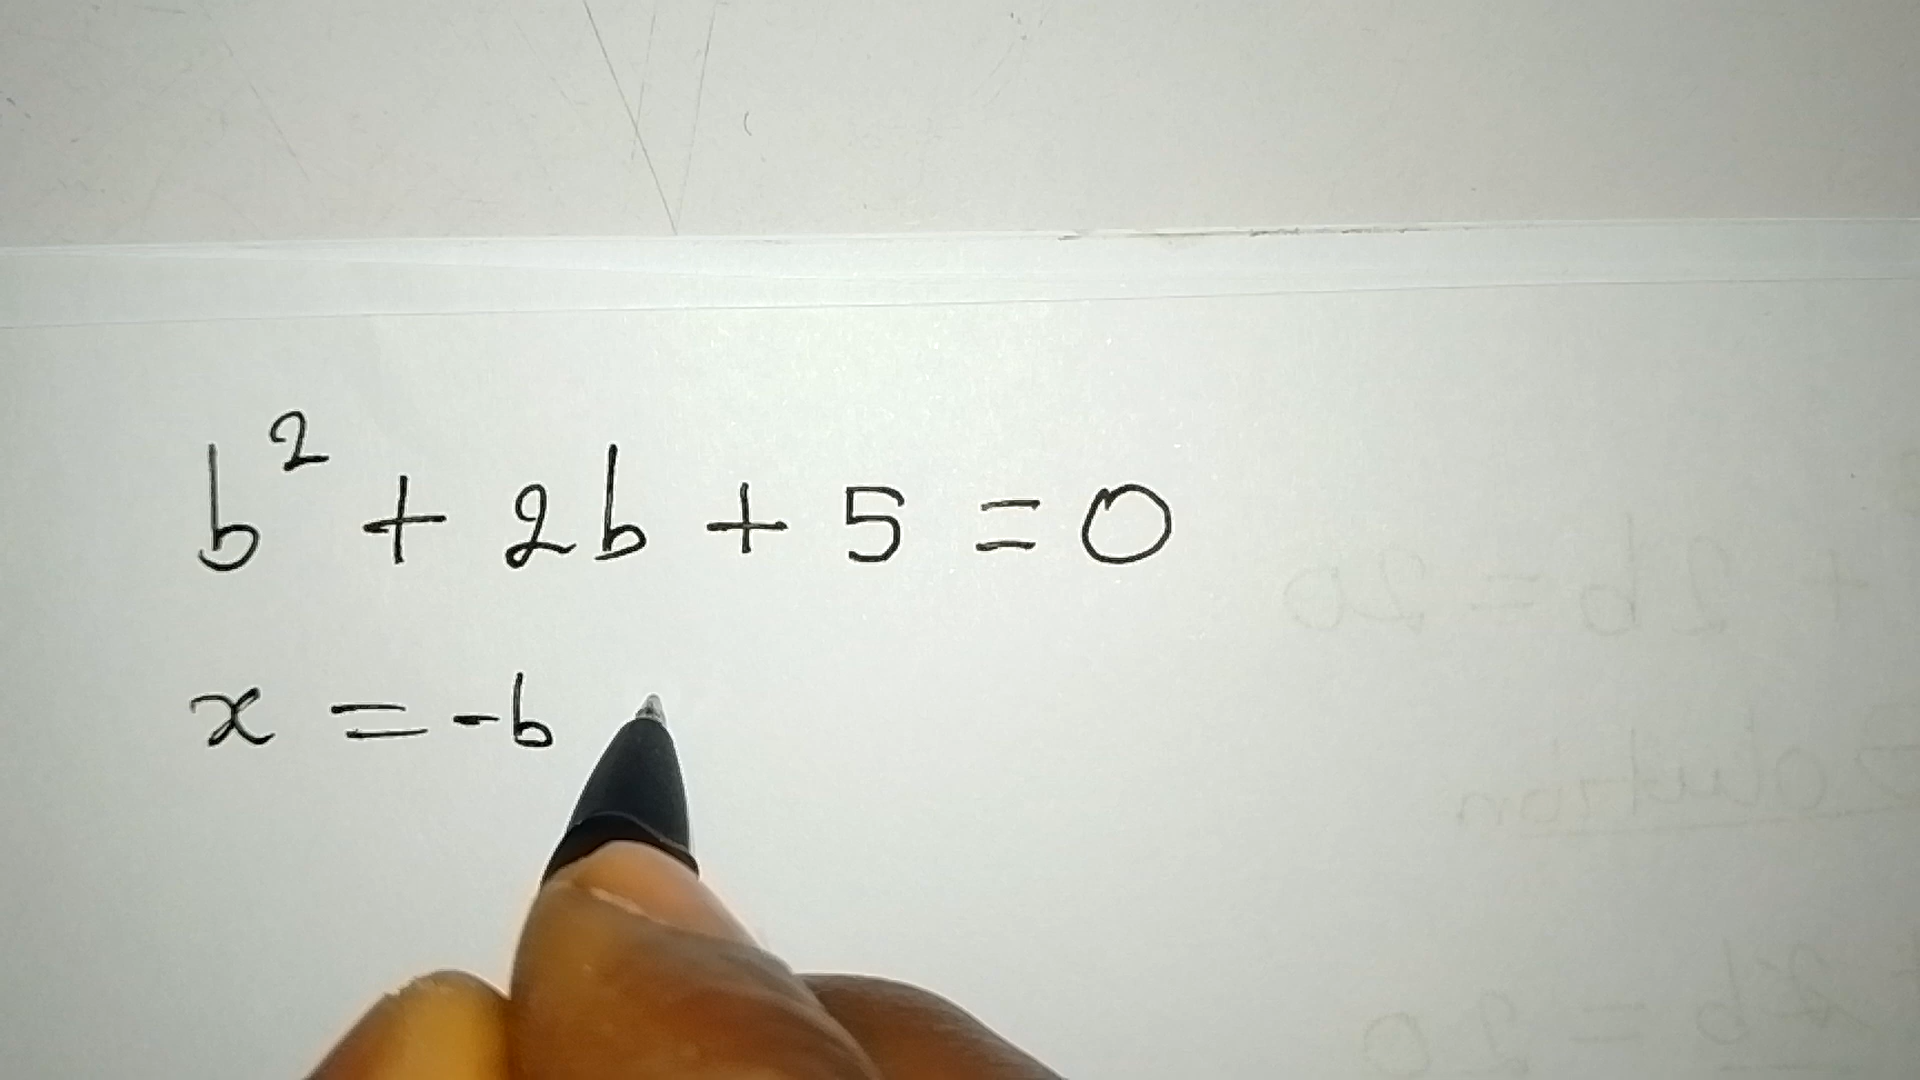 b² + 2b + 5 = 0
x = -b